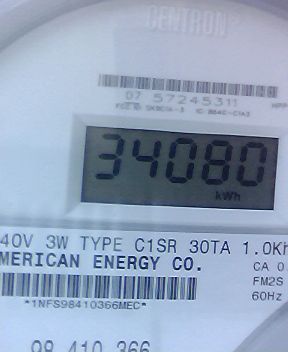 CENTRON
07 57245311
34080
kWh
40V 3W TYPE C1SR 30TA 1.0Kh
MERICAN ENERGY CO.
CA 0.
FM2S
60Hz
*1NFS98410366MEC*
98 410 366